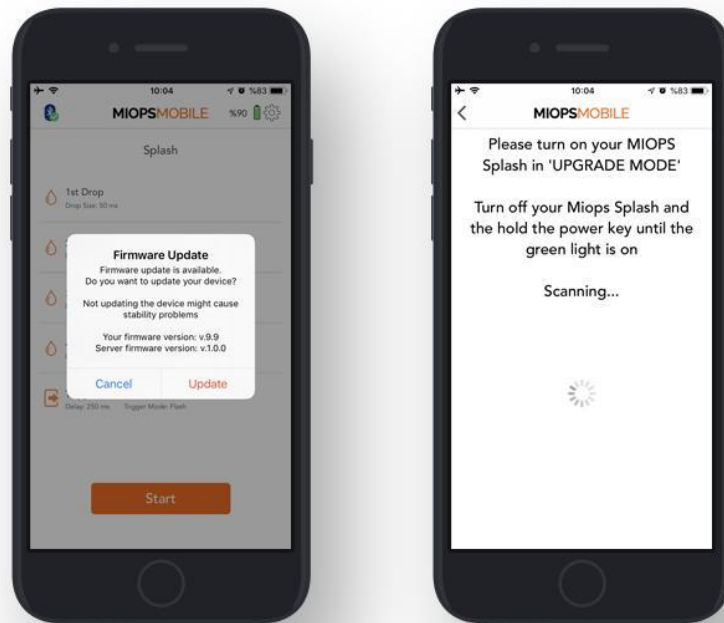 10:04
%83
MIOPSMOBILE
%90
Splash
1st Drop
Drop Size: 50 ms
Firmware Update
Firmware update is available.
Do you want to update your device?
Not updating the device might cause
stability problems
Your firmware version: v.9.9
Server firmware version: v.1.0.0
Cancel
Update
Delay: 250 ms
Trigger Mode: Flash
Start
10:04
%83
MIOPSMOBILE
Please turn on your MIOPS
Splash in 'UPGRADE MODE'
Turn off your Miops Splash and
the hold the power key until the
green light is on
Scanning...